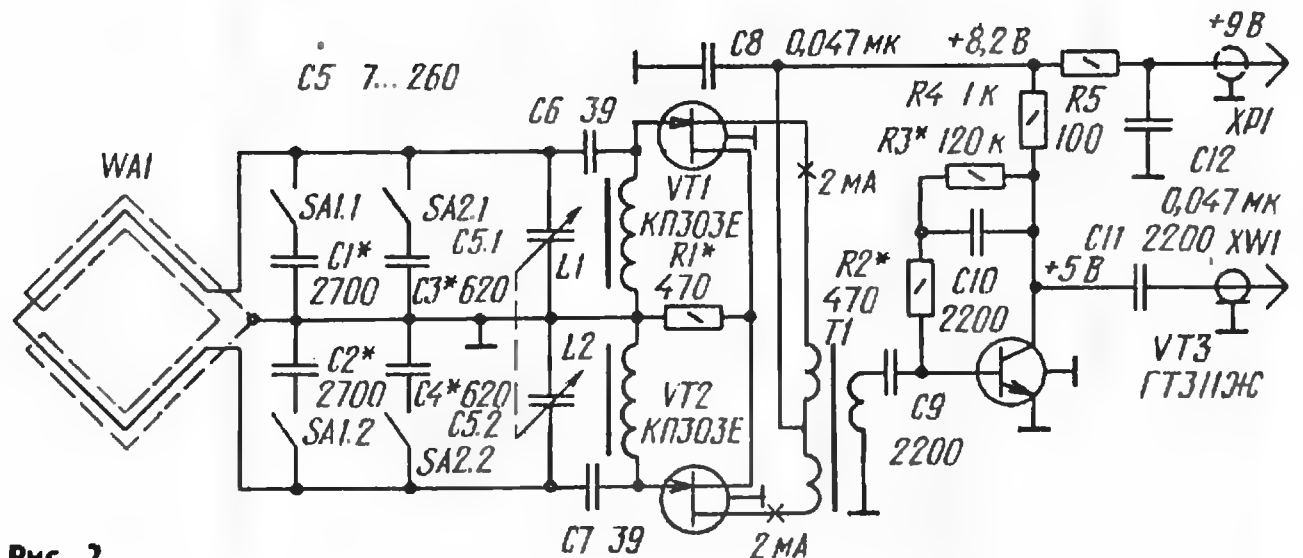 C5 7...260
C8 0,047 мк
+8,2 В
+9 В
C6 39
R4 1 к
R5 100
XP1
R3* 120 к
C12 0,047 мк
WA1
SA1.1
SA2.1
VT1 КП303Е
2 мА
C5.1
L1
R1* 470
C1* 2700
C3* 620
R2* 470
C10 2200
C11 2200
XW1
+5 В
T1
L2
C2* 2700
C4* 620
C5.2
VT2 КП303Е
C9 2200
VT3 ГТ311Ж
SA1.2
SA2.2
C7 39
2 мА
Рис. 2